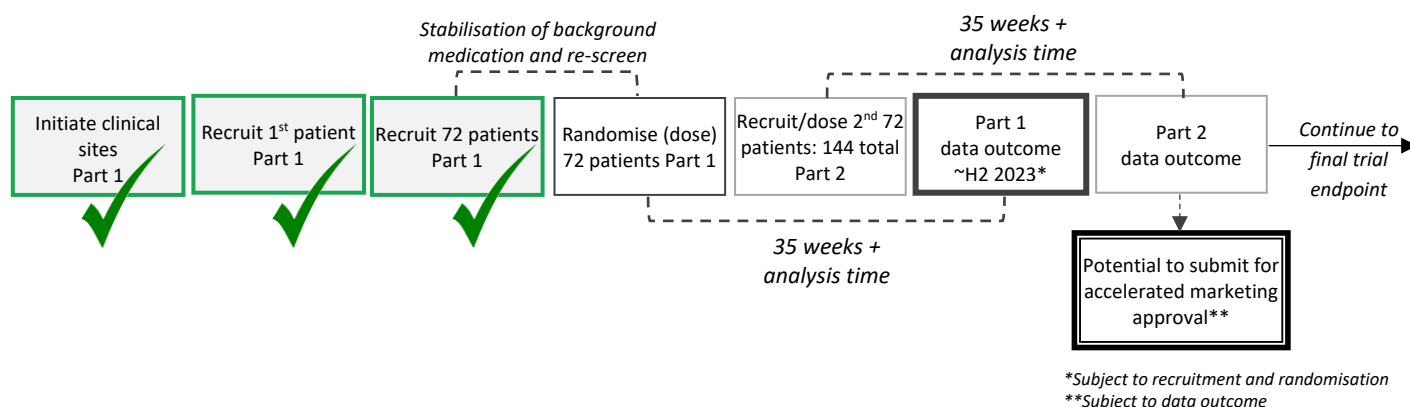 Stabilisation of background
medication and re-screen
35 weeks +
analysis time
Initiate clinical
sites
Part 1
Recruit 1st patient
Part 1
Recruit 72 patients
Part 1
Randomise (dose)
72 patients Part 1
Recruit/dose 2nd 72
patients: 144 total
Part 2
Part 1
data outcome
~H2 2023*
Part 2
data outcome
Continue to
final trial
endpoint
35 weeks +
analysis time
Potential to submit for
accelerated marketing
approval**
*Subject to recruitment and randomisation
**Subject to data outcome